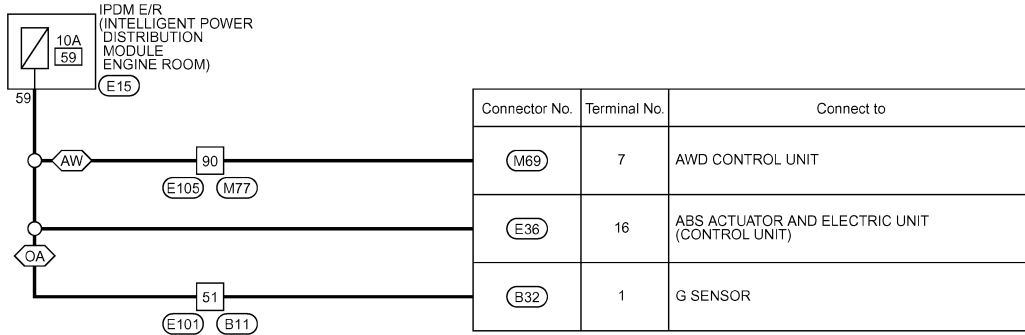 IPDM E/R
(INTELLIGENT POWER
DISTRIBUTION
MODULE
ENGINE ROOM)
10A
59
E15
59
Connector No. Terminal No. Connect to
AW 90 M69 7 AWD CONTROL UNIT
E105 M77
E36 16 ABS ACTUATOR AND ELECTRIC UNIT
(CONTROL UNIT)
OA
51 B32 1 G SENSOR
E101 B11